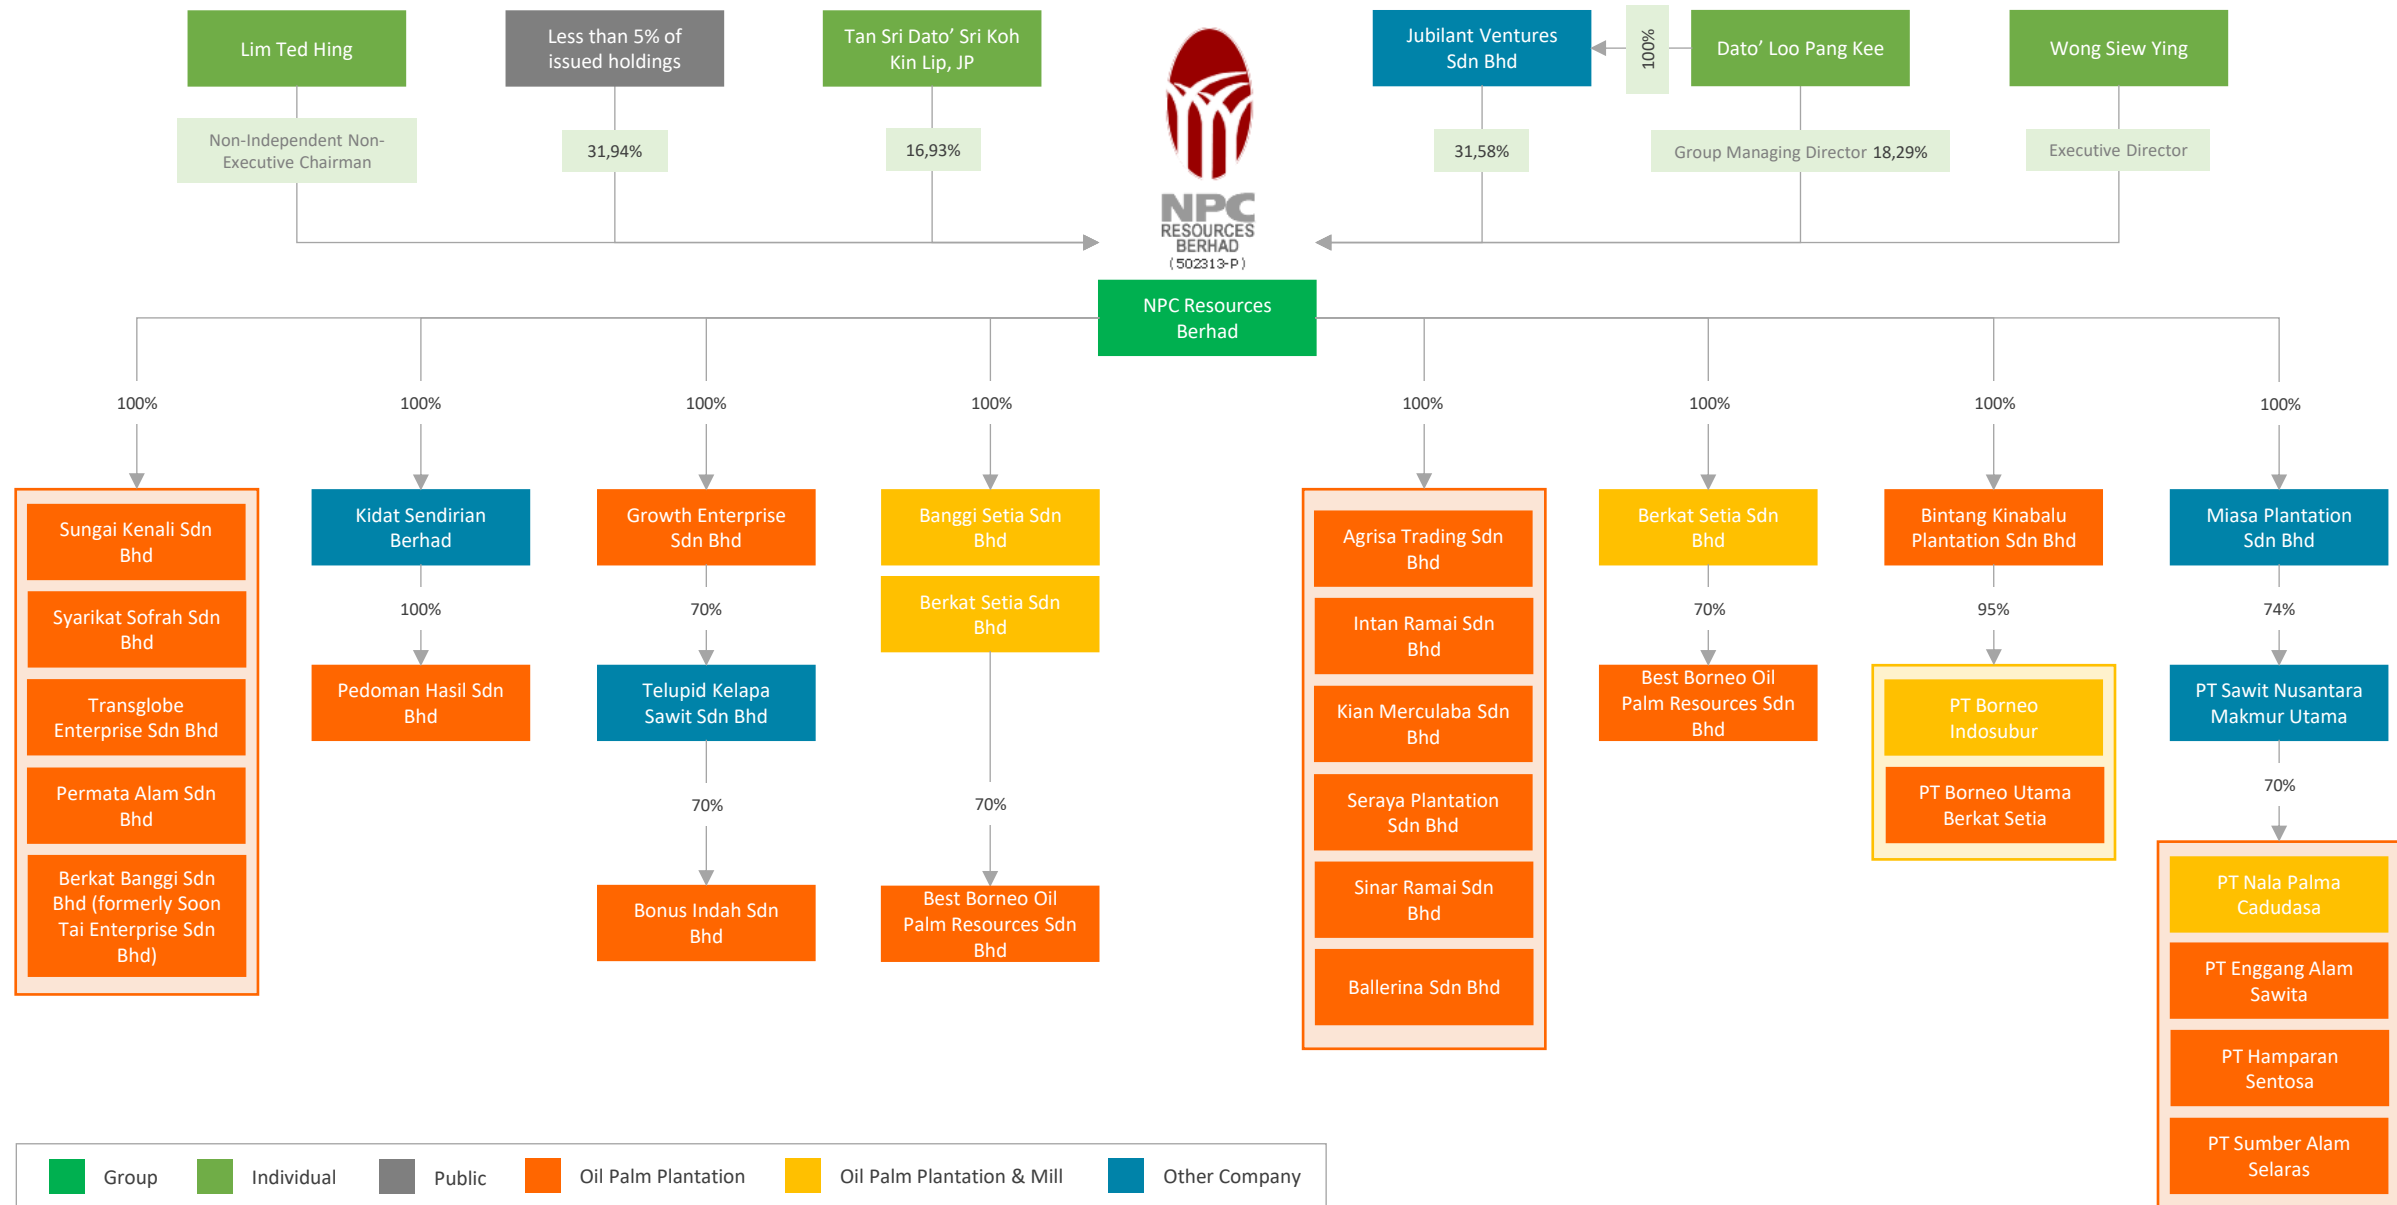 Lim Ted Hing
Less than 5% of
issued holdings
Tan Sri Dato’ Sri Koh
Kin Lip, JP
Jubilant Ventures
Sdn Bhd
100%
Dato’ Loo Pang Kee
Wong Siew Ying
Non-Independent Non-
Executive Chairman
31,94%
16,93%
31,58%
Group Managing Director 18,29%
Executive Director
NPC
RESOURCES
BERHAD
(502313-P)
NPC Resources
Berhad
100%
100%
100%
100%
100%
100%
100%
100%
Sungai Kenali Sdn
Bhd
Syarikat Sofrah Sdn
Bhd
Transglobe
Enterprise Sdn Bhd
Permata Alam Sdn
Bhd
Berkat Banggi Sdn
Bhd (formerly Soon
Tai Enterprise Sdn
Bhd)
Kidat Sendirian
Berhad
100%
Pedoman Hasil Sdn
Bhd
Growth Enterprise
Sdn Bhd
70%
Telupid Kelapa
Sawit Sdn Bhd
70%
Bonus Indah Sdn
Bhd
Banggi Setia Sdn
Bhd
Berkat Setia Sdn
Bhd
70%
Best Borneo Oil
Palm Resources Sdn
Bhd
Agrisa Trading Sdn
Bhd
Intan Ramai Sdn
Bhd
Kian Merculaba Sdn
Bhd
Seraya Plantation
Sdn Bhd
Sinar Ramai Sdn
Bhd
Ballerina Sdn Bhd
Berkat Setia Sdn
Bhd
70%
Best Borneo Oil
Palm Resources Sdn
Bhd
Bintang Kinabalu
Plantation Sdn Bhd
95%
PT Borneo
Indosubur
PT Borneo Utama
Berkat Setia
Miasa Plantation
Sdn Bhd
74%
PT Sawit Nusantara
Makmur Utama
70%
PT Nala Palma
Cadudasa
PT Enggang Alam
Sawita
PT Hamparan
Sentosa
PT Sumber Alam
Selaras
Group
Individual
Public
Oil Palm Plantation
Oil Palm Plantation & Mill
Other Company